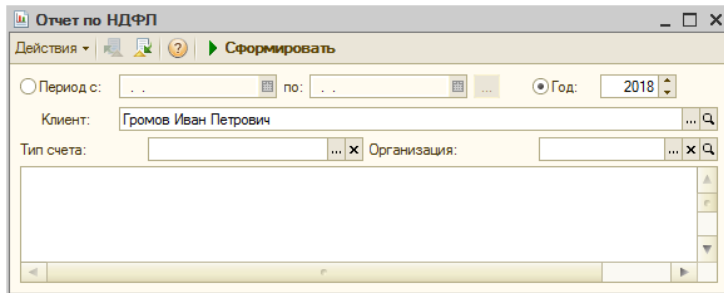 Отчет по НДФЛ
Действия ? Сформировать
Период с: . . по: . . ... Год: 2018
Клиент: Громов Иван Петрович ...
Тип счета: ... x Организация: ... x